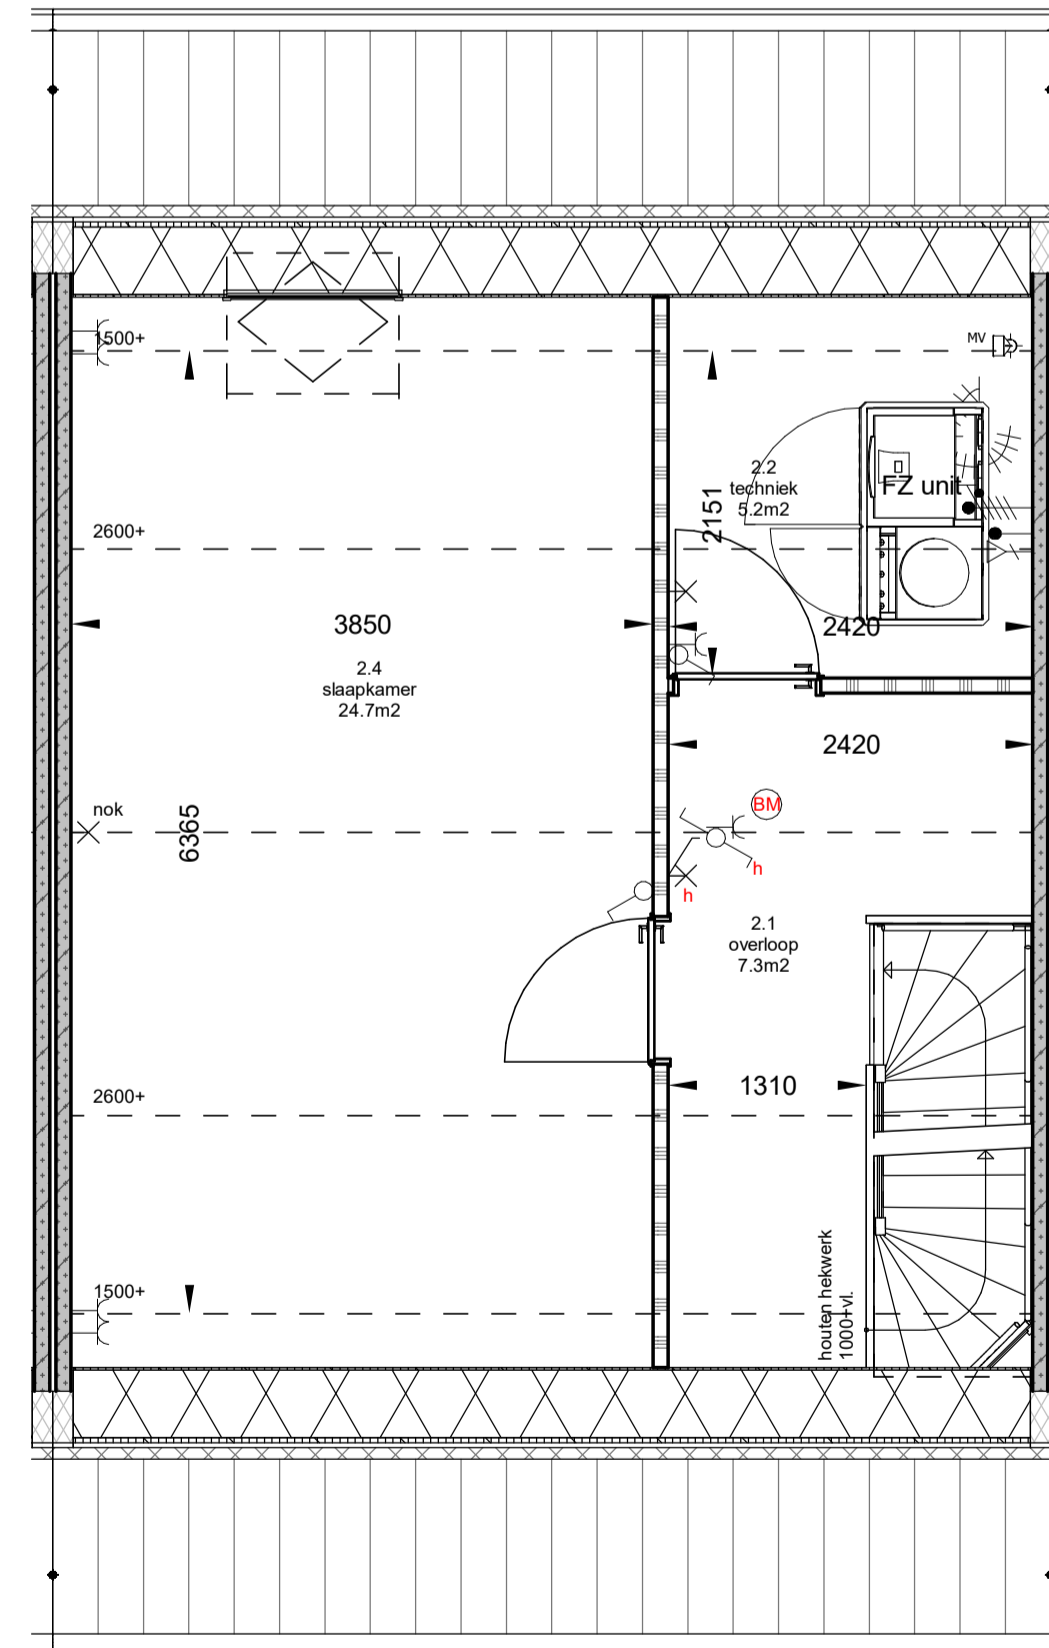 1500+
MV
2.2
techniek
5.2m2
FZ unit
2151
2600+
3850
2420
2.4
slaapkamer
24.7m2
2420
nok
6365
BM
h
h
2.1
overloop
7.3m2
1310
2600+
houten hekwerk
1000+vl.
1500+